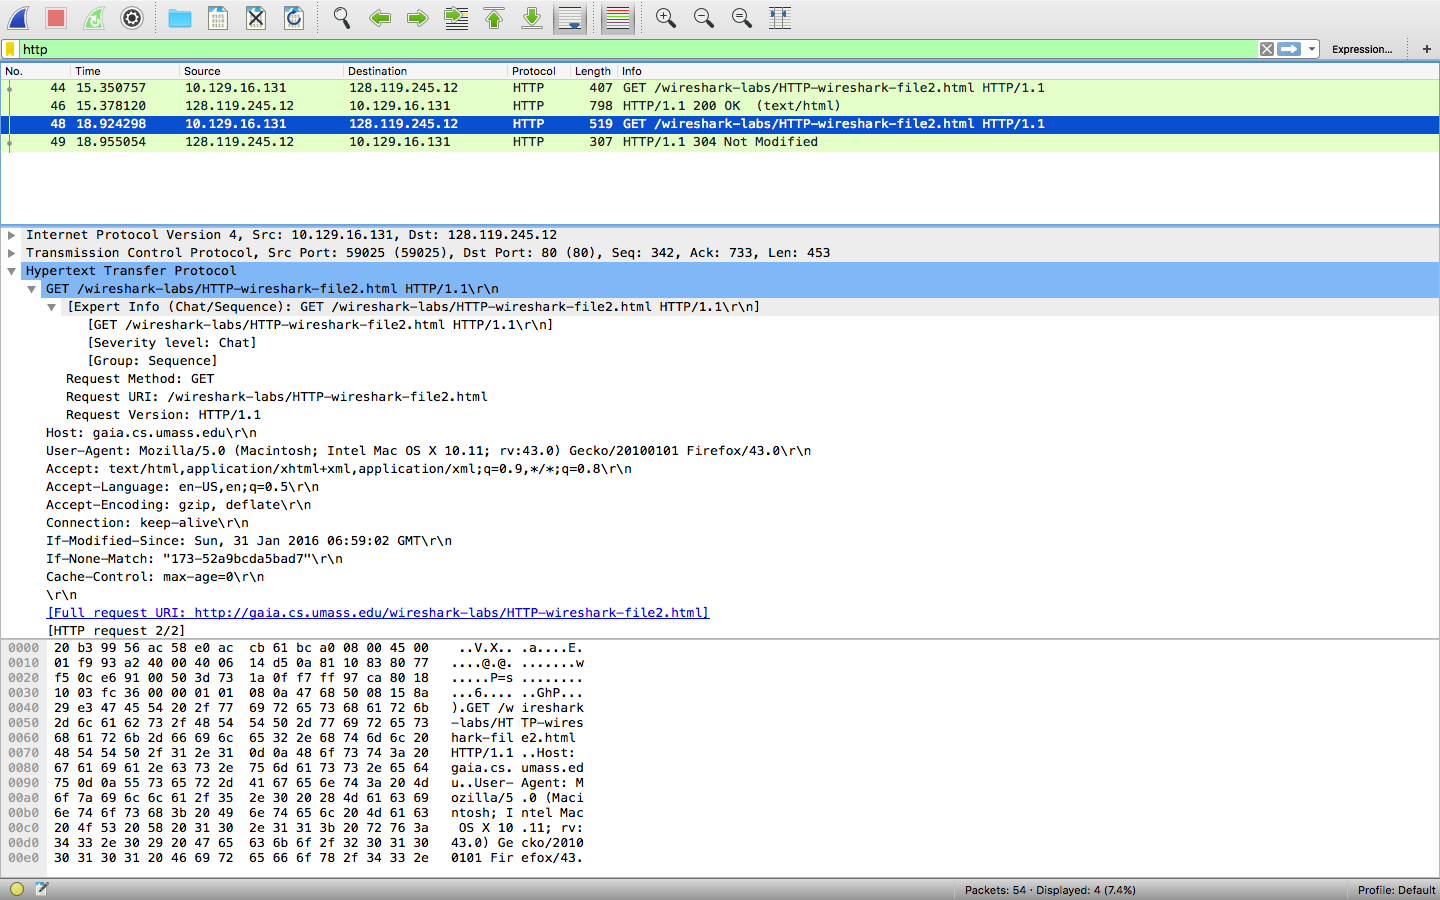 http Expression... +
No. Time Source Destination Protocol Length Info
44 15.350757 10.129.16.131 128.119.245.12 HTTP 407 GET /wireshark-labs/HTTP-wireshark-file2.html HTTP/1.1
46 15.378120 128.119.245.12 10.129.16.131 HTTP 798 HTTP/1.1 200 OK (text/html)
48 18.924298 10.129.16.131 128.119.245.12 HTTP 519 GET /wireshark-labs/HTTP-wireshark-file2.html HTTP/1.1
49 18.955054 128.119.245.12 10.129.16.131 HTTP 307 HTTP/1.1 304 Not Modified
Internet Protocol Version 4, Src: 10.129.16.131, Dst: 128.119.245.12
Transmission Control Protocol, Src Port: 59025 (59025), Dst Port: 80 (80), Seq: 342, Ack: 733, Len: 453
Hypertext Transfer Protocol
GET /wireshark-labs/HTTP-wireshark-file2.html HTTP/1.1\r\n
[Expert Info (Chat/Sequence): GET /wireshark-labs/HTTP-wireshark-file2.html HTTP/1.1\r\n]
[GET /wireshark-labs/HTTP-wireshark-file2.html HTTP/1.1\r\n]
[Severity level: Chat]
[Group: Sequence]
Request Method: GET
Request URI: /wireshark-labs/HTTP-wireshark-file2.html
Request Version: HTTP/1.1
Host: gaia.cs.umass.edu\r\n
User-Agent: Mozilla/5.0 (Macintosh; Intel Mac OS X 10.11; rv:43.0) Gecko/20100101 Firefox/43.0\r\n
Accept: text/html,application/xhtml+xml,application/xml;q=0.9,*/*;q=0.8\r\n
Accept-Language: en-US,en;q=0.5\r\n
Accept-Encoding: gzip, deflate\r\n
Connection: keep-alive\r\n
If-Modified-Since: Sun, 31 Jan 2016 06:59:02 GMT\r\n
If-None-Match: "173-52a9bcda5bad7"\r\n
Cache-Control: max-age=0\r\n
\r\n
[Full request URI: http://gaia.cs.umass.edu/wireshark-labs/HTTP-wireshark-file2.html]
[HTTP request 2/2]
0000 20 b3 99 56 ac 58 e0 ac cb 61 bc a0 08 00 45 00 ..V.X.. .a....E.
0010 01 f9 93 a2 40 00 40 06 14 d5 0a 81 10 83 80 77 ....@.@. .......w
0020 f5 0c e6 91 00 50 3d 73 1a 0f f7 ff 97 ca 80 18 .....P=s ........
0030 10 03 fc 36 00 00 01 01 08 0a 47 68 50 08 15 8a ...6.... ..GhP...
0040 29 e3 47 45 54 20 2f 77 69 72 65 73 68 61 72 6b ).GET /w ireshark
0050 2d 6c 61 62 73 2f 48 54 54 50 2d 77 69 72 65 73 -labs/HT TP-wires
0060 68 61 72 6b 2d 66 69 6c 65 32 2e 68 74 6d 6c 20 hark-fil e2.html
0070 48 54 54 50 2f 31 2e 31 0d 0a 48 6f 73 74 3a 20 HTTP/1.1 ..Host:
0080 67 61 69 61 2e 63 73 2e 75 6d 61 73 73 2e 65 64 gaia.cs. umass.ed
0090 75 0d 0a 55 73 65 72 2d 41 67 65 6e 74 3a 20 4d u..User- Agent: M
00a0 6f 7a 69 6c 6c 61 2f 35 2e 30 20 28 4d 61 63 69 ozilla/5 .0 (Maci
00b0 6e 74 6f 73 68 3b 20 49 6e 74 65 6c 20 4d 61 63 ntosh; I ntel Mac
00c0 20 4f 53 20 58 20 31 30 2e 31 31 3b 20 72 76 3a OS X 10 .11; rv:
00d0 34 33 2e 30 29 20 47 65 63 6b 6f 2f 32 30 31 30 43.0) Ge cko/2010
00e0 30 31 30 31 20 46 69 72 65 66 6f 78 2f 34 33 2e 0101 Fir efox/43.
Packets: 54 · Displayed: 4 (7.4%) Profile: Default